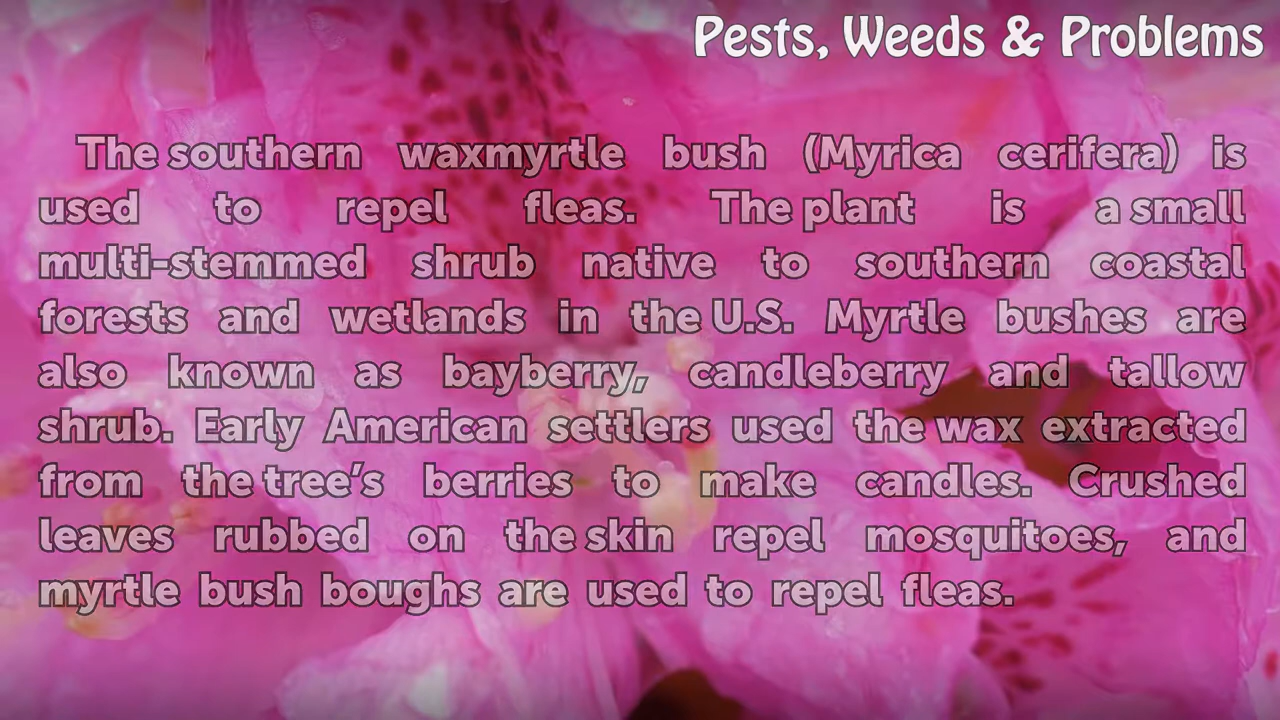 Pests, Weeds & Problems
The southern waxmyrtle bush (Myrica cerifera) is
used to repel fleas. The plant is a small
multi-stemmed shrub native to southern coastal
forests and wetlands in the U.S. Myrtle bushes are
also known as bayberry, candleberry and tallow
shrub. Early American settlers used the wax extracted
from the tree’s berries to make candles. Crushed
leaves rubbed on the skin repel mosquitoes, and
myrtle bush boughs are used to repel fleas.